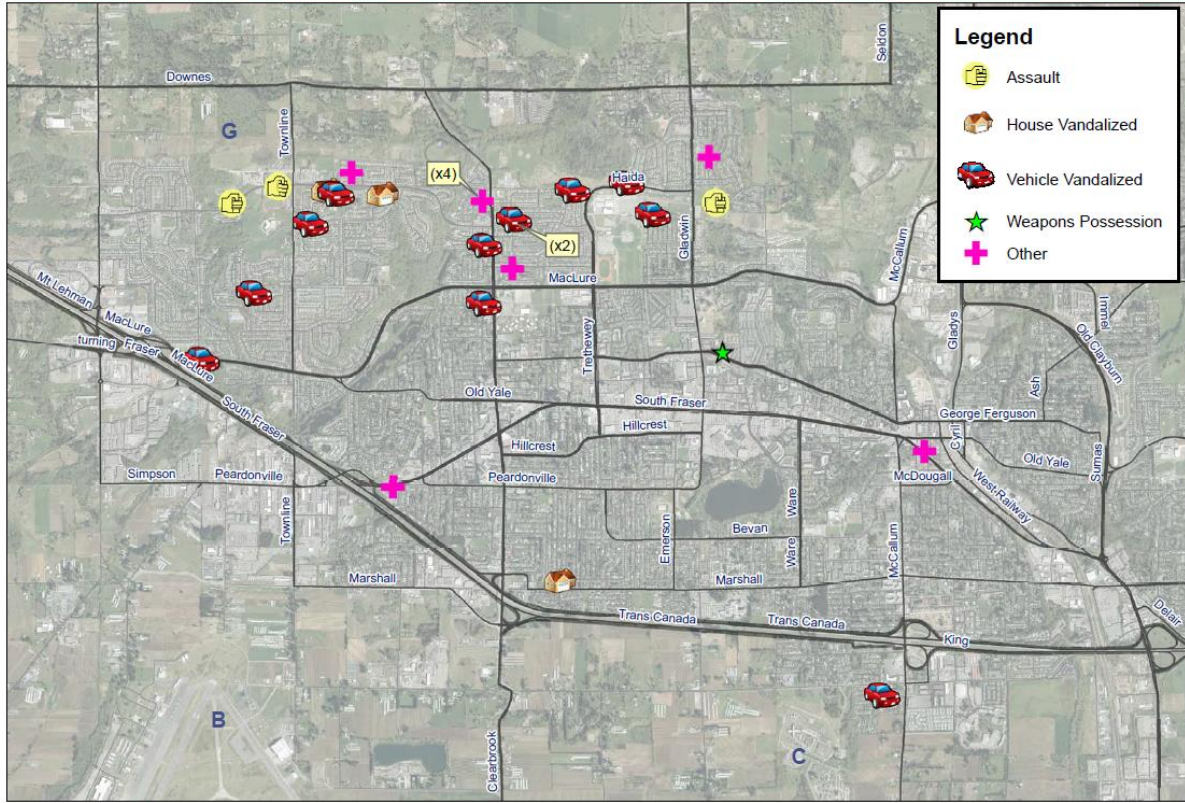 Legend
Assault
House Vandalized
Vehicle Vandalized
Weapons Possession
Other
Seldon
Downes
G
Townline
(x4)
Haida
(x2)
Gladwin
McCallum
MacLure
Mt Lehman
MacLure
turning Fraser
MacLure
South Fraser
Trethewey
Gladys
Immel
Old Clayburn
Ash
Old Yale
South Fraser
George Ferguson
Hillcrest
Hillcrest
Cyril
Old Yale
Sumas
Simpson
Peardonville
Peardonville
McDougall
West-Railway
Townline
Ware
Bevan
Emerson
Ware
McCallum
Marshall
Marshall
Trans Canada
Trans Canada
King
Delair
B
C
Clearbrook